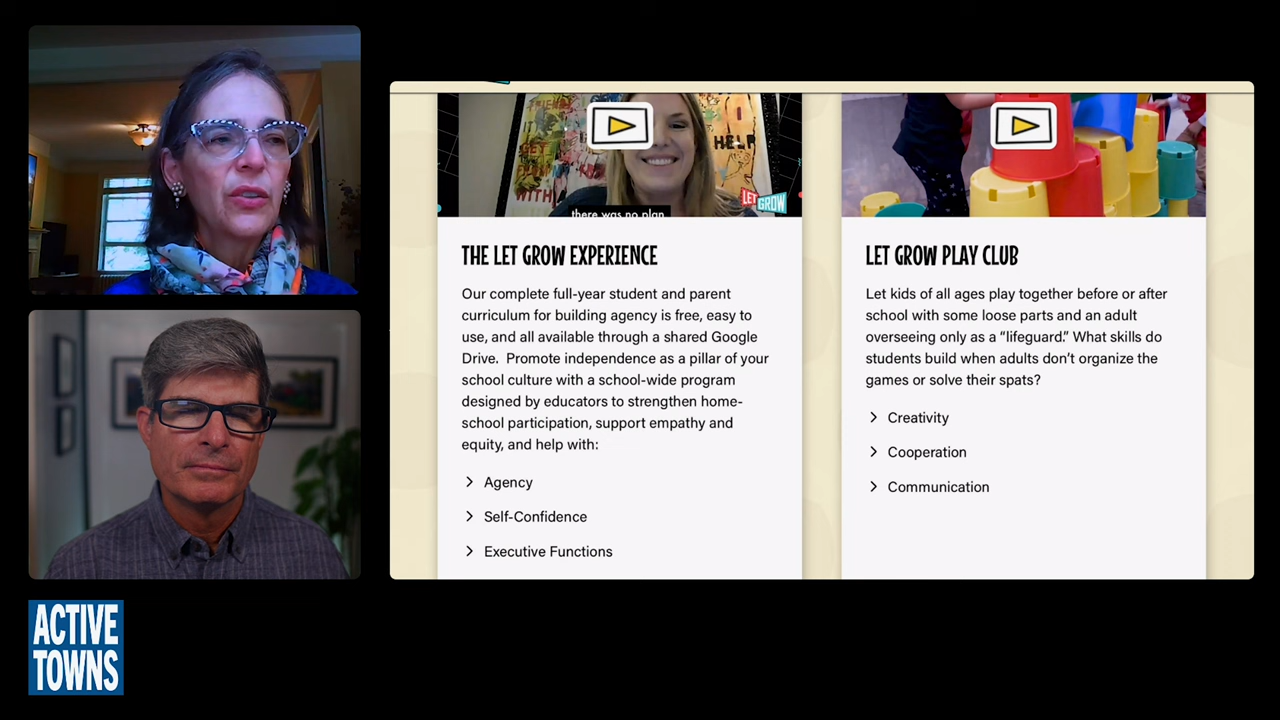 FRIENDS
GET
WITH
HELP
LET GROW
there was no plan
THE LET GROW EXPERIENCE
Our complete full-year student and parent
curriculum for building agency is free, easy to
use, and all available through a shared Google
Drive.  Promote independence as a pillar of your
school culture with a school-wide program
designed by educators to strengthen home-
school participation, support empathy and
equity, and help with:
Agency
Self-Confidence
Executive Functions
LET GROW PLAY CLUB
Let kids of all ages play together before or after
school with some loose parts and an adult
overseeing only as a “lifeguard.” What skills do
students build when adults don’t organize the
games or solve their spats?
Creativity
Cooperation
Communication
ACTIVE
TOWNS